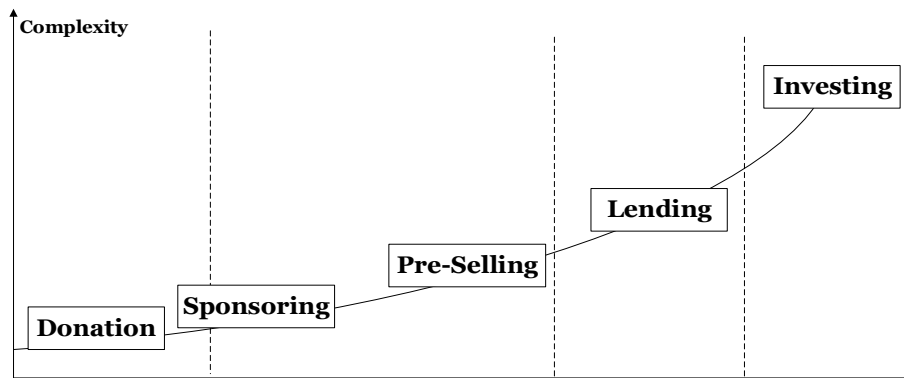 Complexity
Investing
Lending
Pre-Selling
Sponsoring
Donation